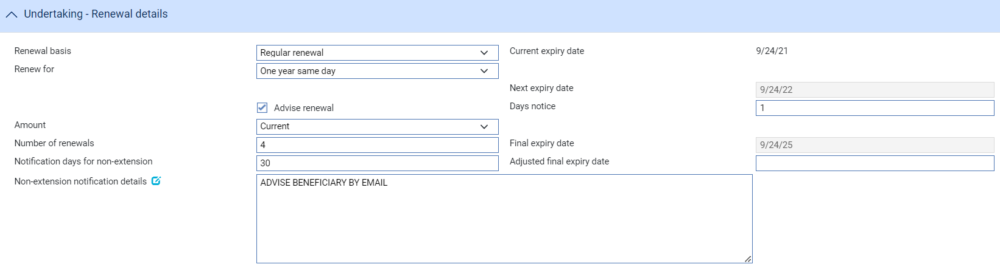 Undertaking - Renewal details
Renewal basis Regular renewal Current expiry date 9/24/21
Renew for One year same day
Next expiry date 9/24/22
Advise renewal Days notice 1
Amount Current
Number of renewals 4 Final expiry date 9/24/25
Notification days for non-extension 30 Adjusted final expiry date
Non-extension notification details ADVISE BENEFICIARY BY EMAIL